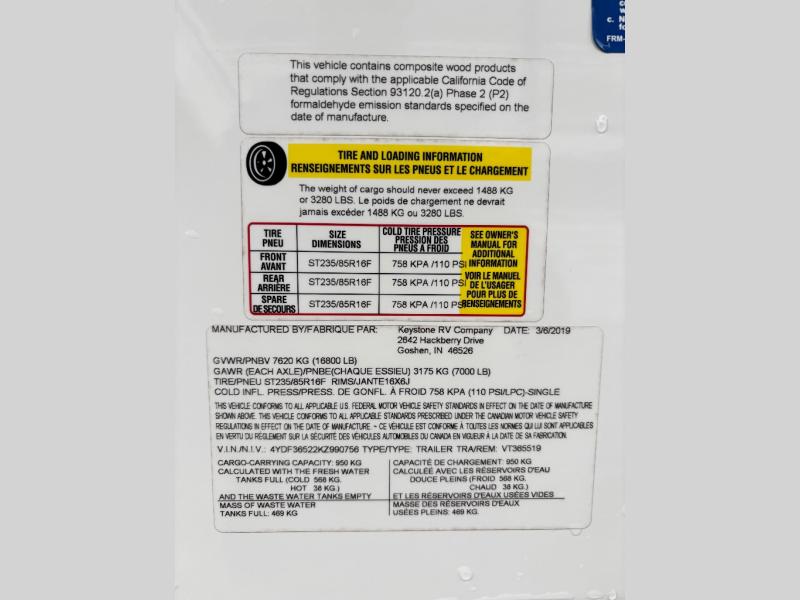 c. N
FRM-
This vehicle contains composite wood products
that comply with the applicable California Code of
Regulations Section 93120.2(a) Phase 2 (P2)
formaldehyde emission standards specified on the
date of manufacture.
TIRE AND LOADING INFORMATION
RENSEIGNEMENTS SUR LES PNEUS ET LE CHARGEMENT
The weight of cargo should never exceed 1488 KG
or 3280 LBS. Le poids de chargement ne devrait
jamais excéder 1488 KG ou 3280 LBS.
TIRE PNEU
SIZE DIMENSIONS
COLD TIRE PRESSURE
PRESSION DES
PNEUS À FROID
SEE OWNER'S
MANUAL FOR
ADDITIONAL
INFORMATION
VOIR LE MANUEL
DE L'USAGER
POUR PLUS DE
RENSEIGNEMENTS
FRONT AVANT ST235/85R16F 758 KPA /110 PSI
REAR ARRIÈRE ST235/85R16F 758 KPA /110 PSI
SPARE DE SECOURS ST235/85R16F 758 KPA /110 PSI
MANUFACTURED BY/FABRIQUE PAR: Keystone RV Company DATE: 3/6/2019
2642 Hackberry Drive
Goshen, IN 46526
GVWR/PNBV 7620 KG (16800 LB)
GAWR (EACH AXLE)/PNBE(CHAQUE ESSIEU) 3175 KG (7000 LB)
TIRE/PNEU ST235/85R16F RIMS/JANTE16X6J
COLD INFL. PRESS/PRESS. DE GONFL. À FROID 758 KPA (110 PSI/LPC)-SINGLE
THIS VEHICLE CONFORMS TO ALL APPLICABLE U.S. FEDERAL MOTOR VEHICLE SAFETY STANDARDS IN EFFECT ON THE DATE OF MANUFACTURE
SHOWN ABOVE. THIS VEHICLE CONFORMS TO ALL APPLICABLE STANDARDS PRESCRIBED UNDER THE CANADIAN MOTOR VEHICLE SAFETY
REGULATIONS IN EFFECT ON THE DATE OF MANUFACTURE. ~ CE VÉHICULE EST CONFORME À TOUTES LES NORMES QUI LUI SONT APPLICABLES
EN VERTU DU RÈGLEMENT SUR LA SÉCURITÉ DES VÉHICULES AUTOMOBILES DU CANADA EN VIGUEUR À LA DATE DE SA FABRICATION.
V.I.N./N.I.V.: 4YDF36522KZ990756 TYPE/TYPE: TRAILER TRA/REM: VT365519
CARGO-CARRYING CAPACITY: 950 KG
CALCULATED WITH THE FRESH WATER
TANKS FULL (COLD 568 KG.
HOT 38 KG.)
AND THE WASTE WATER TANKS EMPTY
MASS OF WASTE WATER
TANKS FULL: 469 KG
CAPACITÉ DE CHARGEMENT: 950 KG
CALCULÉE AVEC LES RÉSERVOIRS D'EAU
DOUCE PLEINS (FROID 568 KG.
CHAUD 38 KG.)
ET LES RÉSERVOIRS D'EAUX USÉES VIDES
MASSE DES RÉSERVOIRS D'EAUX
USÉES PLEINS: 469 KG.